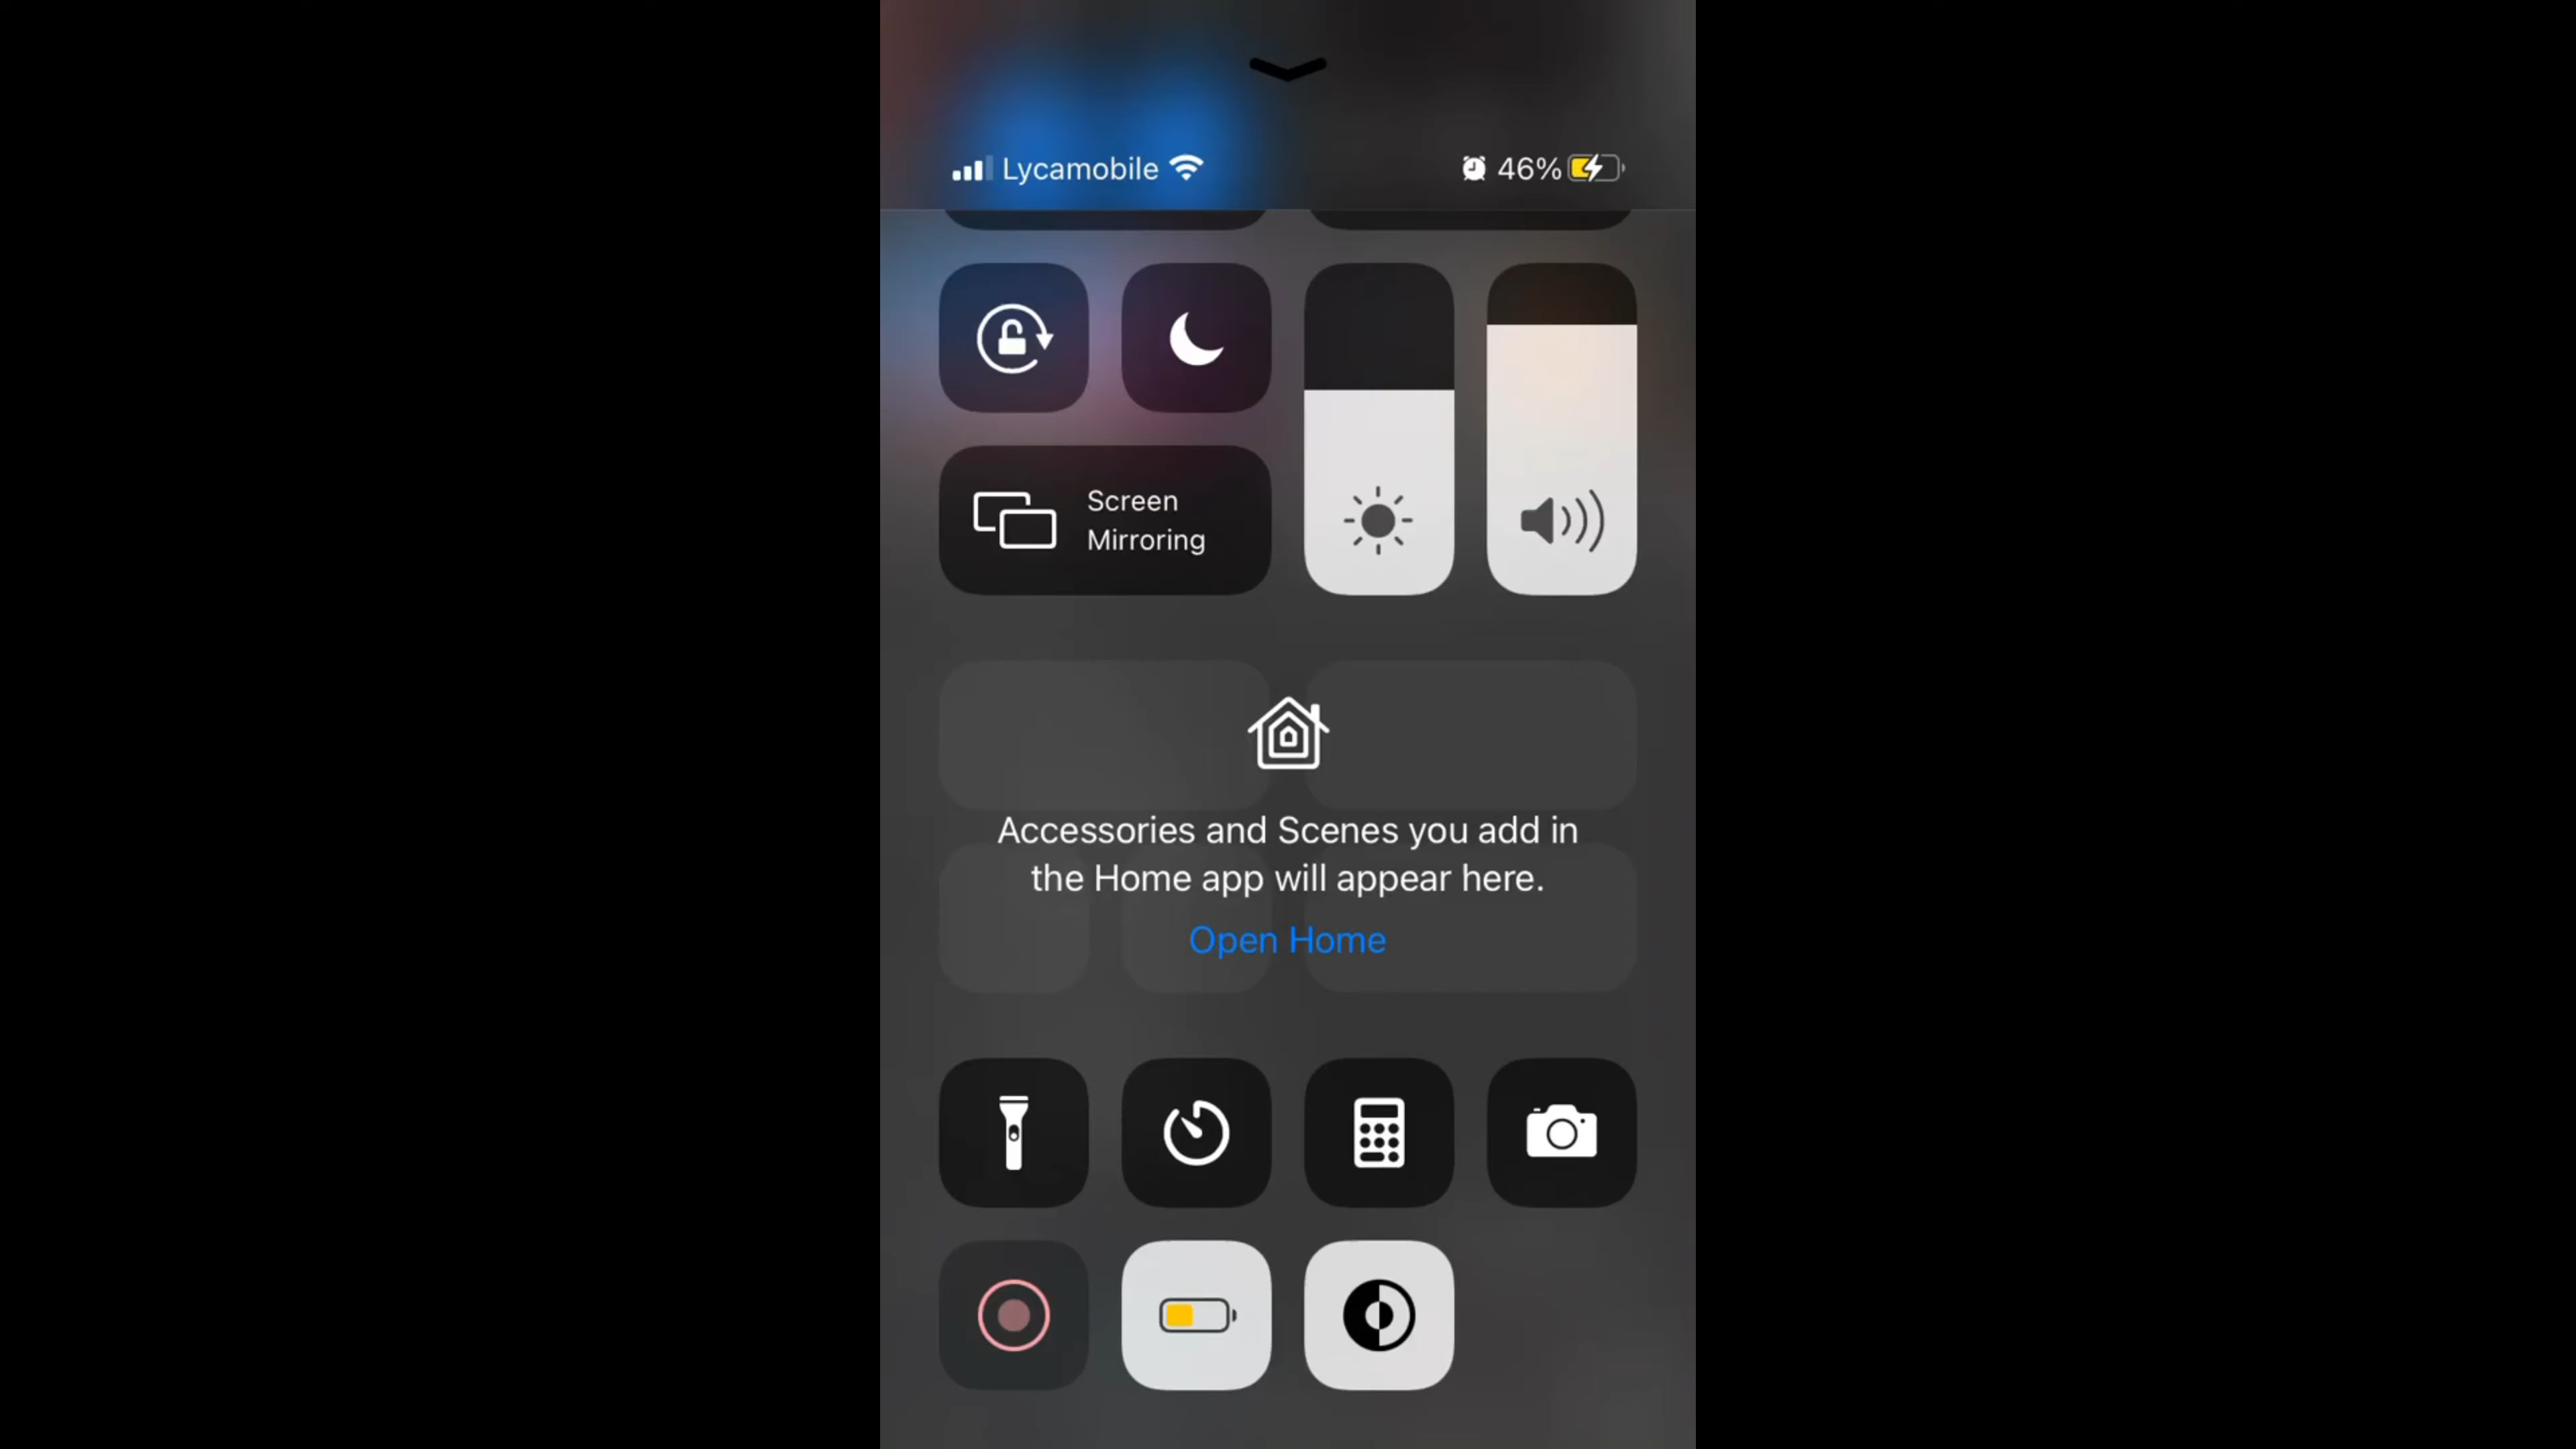 Lycamobile
46%
Screen
Mirroring
Accessories and Scenes you add in
the Home app will appear here.
Open Home